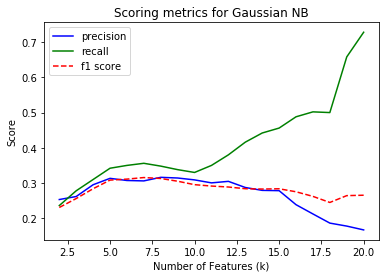 Scoring metrics for Gaussian NB
precision
recall
f1 score
Score
0.7
0.6
0.5
0.4
0.3
0.2
2.5 5.0 7.5 10.0 12.5 15.0 17.5 20.0
Number of Features (k)